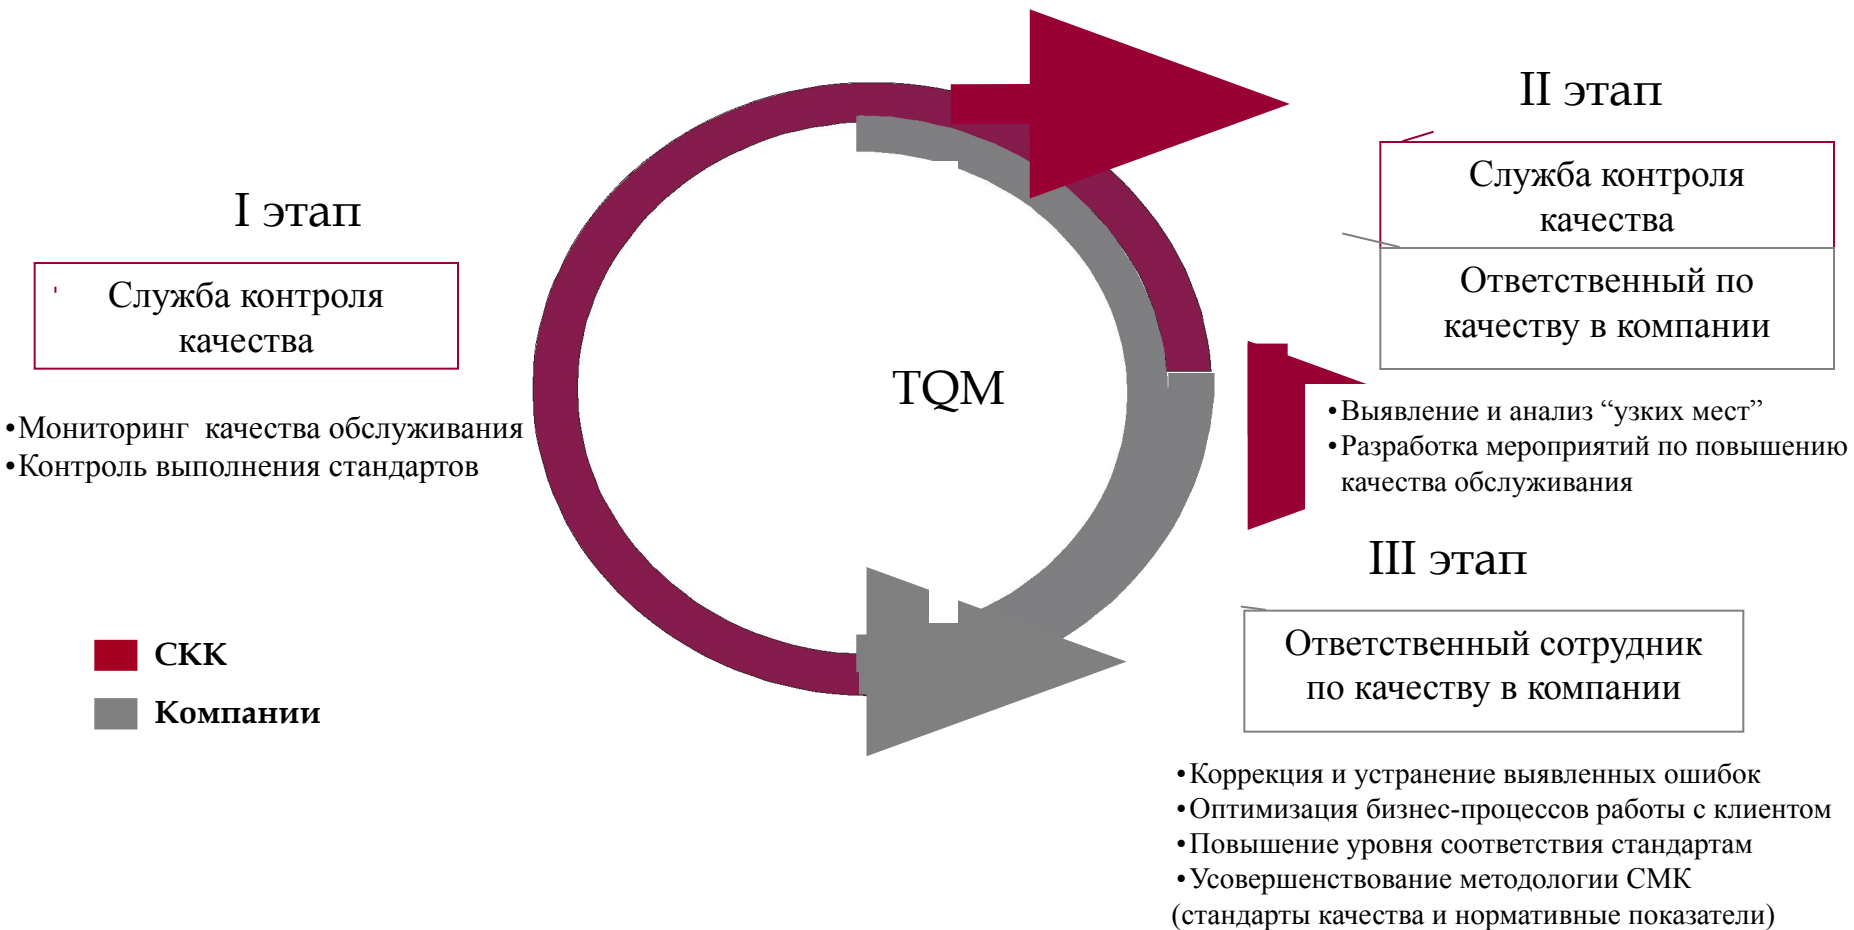 I этап
Служба контроля
качества
•Мониторинг качества обслуживания
•Контроль выполнения стандартов
СКК
Компании
TQM
II этап
Служба контроля
качества
Ответственный по
качеству в компании
•Выявление и анализ “узких мест”
•Разработка мероприятий по повышению
качества обслуживания
III этап
Ответственный сотрудник
по качеству в компании
•Коррекция и устранение выявленных ошибок
•Оптимизация бизнес-процессов работы с клиентом
•Повышение уровня соответствия стандартам
•Усовершенствование методологии СМК
(стандарты качества и нормативные показатели)